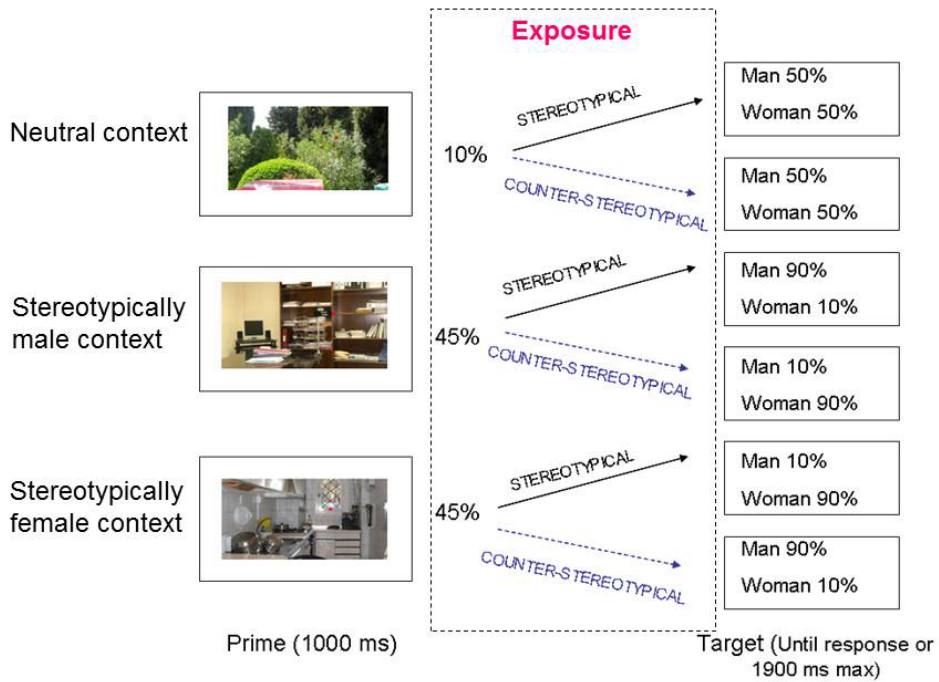 Exposure
Neutral context
10%
STEREOTYPICAL
COUNTER-STEREOTYPICAL
Man 50%
Woman 50%
Man 50%
Woman 50%
Stereotypically
male context
45%
STEREOTYPICAL
COUNTER-STEREOTYPICAL
Man 90%
Woman 10%
Man 10%
Woman 90%
Stereotypically
female context
45%
STEREOTYPICAL
COUNTER-STEREOTYPICAL
Man 10%
Woman 90%
Man 90%
Woman 10%
Prime (1000 ms)
Target (Until response or
1900 ms max)